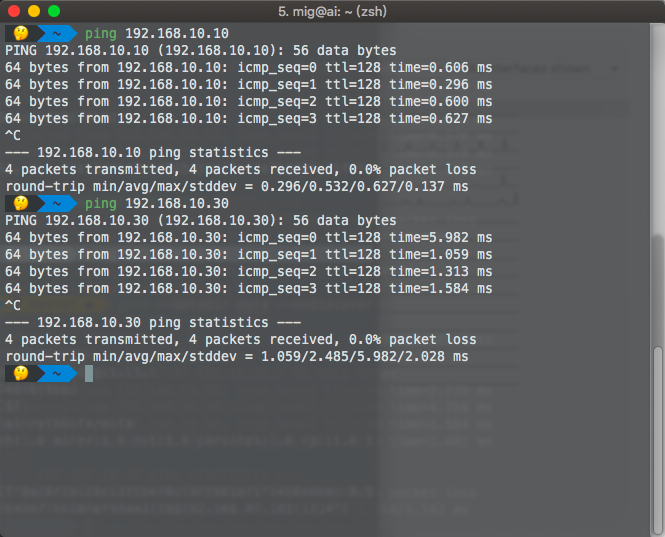 5. mig@ai: ~ (zsh)
🤔 ~ ping 192.168.10.10
PING 192.168.10.10 (192.168.10.10): 56 data bytes
64 bytes from 192.168.10.10: icmp_seq=0 ttl=128 time=0.606 ms
64 bytes from 192.168.10.10: icmp_seq=1 ttl=128 time=0.296 ms
64 bytes from 192.168.10.10: icmp_seq=2 ttl=128 time=0.600 ms
64 bytes from 192.168.10.10: icmp_seq=3 ttl=128 time=0.627 ms
^C
--- 192.168.10.10 ping statistics ---
4 packets transmitted, 4 packets received, 0.0% packet loss
round-trip min/avg/max/stddev = 0.296/0.532/0.627/0.137 ms
🤔 ~ ping 192.168.10.30
PING 192.168.10.30 (192.168.10.30): 56 data bytes
64 bytes from 192.168.10.30: icmp_seq=0 ttl=128 time=5.982 ms
64 bytes from 192.168.10.30: icmp_seq=1 ttl=128 time=1.059 ms
64 bytes from 192.168.10.30: icmp_seq=2 ttl=128 time=1.313 ms
64 bytes from 192.168.10.30: icmp_seq=3 ttl=128 time=1.584 ms
^C
--- 192.168.10.30 ping statistics ---
4 packets transmitted, 4 packets received, 0.0% packet loss
round-trip min/avg/max/stddev = 1.059/2.485/5.982/2.028 ms
🤔 ~